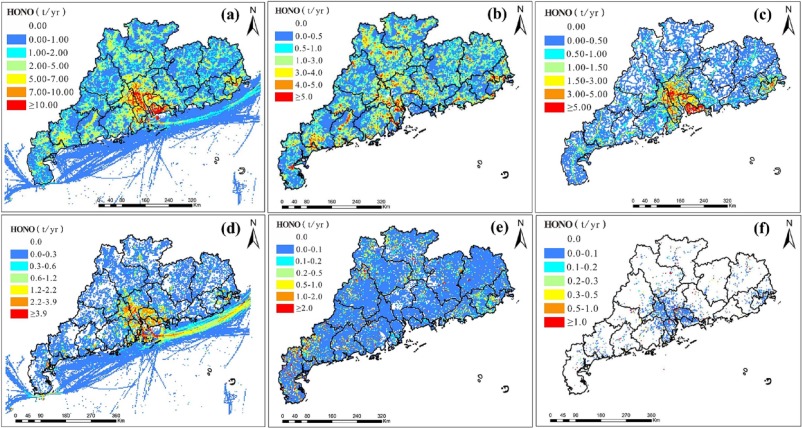 HONO( t/yr)
(a)
N
0.00
0.00-1.00
1.00-2.00
2.00-5.00
5.00-7.00
7.00-10.00
≥10.00
0 40 80 160 240 320
Km
HONO( t/yr)
(b)
N
0.00
0.00-0.5
0.5-1.0
1.0-3.0
3.0-4.0
4.0-5.0
≥5.0
0 40 80 160 240 320
Km
HONO( t/yr)
(c)
N
0.00
0.00-0.50
0.50-1.00
1.00-1.50
1.50-3.00
3.00-5.00
≥5.00
0 40 80 160 240 320
Km
HONO( t/yr)
(d)
N
0.0
0.0-0.3
0.3-0.6
0.6-1.2
1.2-2.2
2.2-3.9
≥3.9
0 45 90 180 270 360
Km
HONO( t/yr)
(e)
N
0.0
0.0-0.1
0.1-0.2
0.2-0.5
0.5-1.0
1.0-2.0
≥2.0
0 40 80 160 240 320
Km
HONO( t/yr)
(f)
N
0.0
0.0-0.1
0.1-0.2
0.2-0.3
0.3-0.5
0.5-1.0
≥1.0
0 45 90 180 270 360
Km